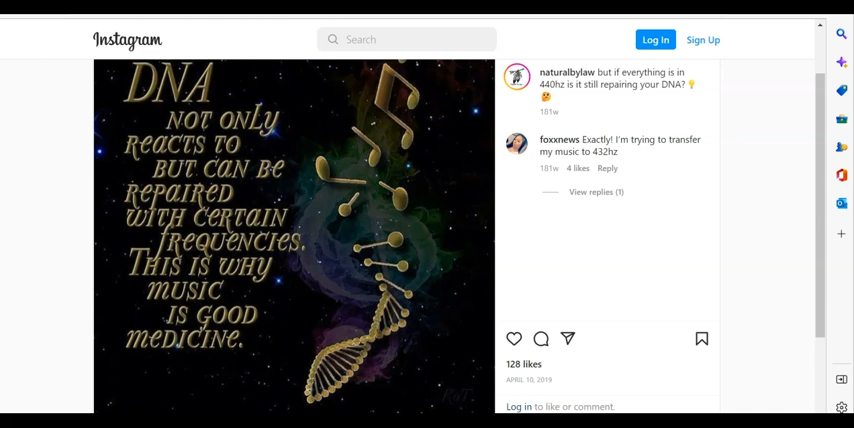 Instagram
Search
Log In
Sign Up
DNA
NOT ONLY
REACTS TO
BUT CAN BE
REPAIRED
WITH CERTAIN
FREQUENCIES.
THIS IS WHY
MUSIC
IS GOOD
MEDICINE.
naturalbylaw but if everything is in
440hz is it still repairing your DNA? 💡
🤔
181w
foxxnews Exactly! I'm trying to transfer
my music to 432hz
181w 4 likes Reply
View replies (1)
128 likes
APRIL 10, 2019
Log in to like or comment.